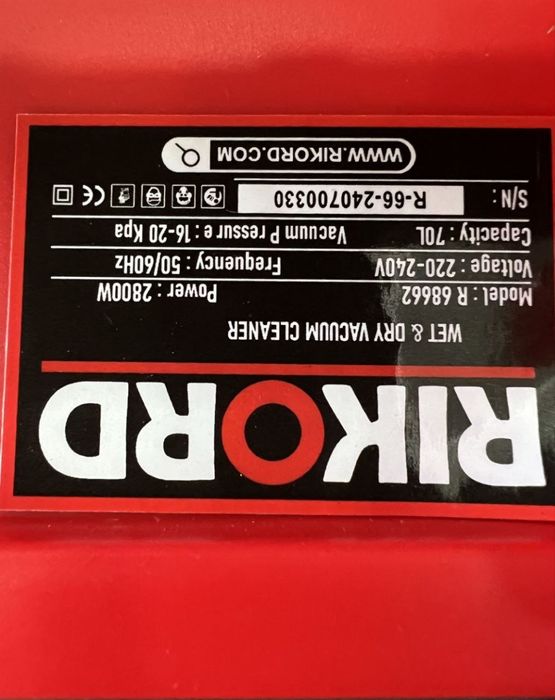 RIKORD
WET & DRY VACUUM CLEANER
Model : R 68662 Power : 2800W
Voltage : 220-240V Frequency : 50/60Hz
Capacity : 70L Vacuum P ressur e : 16-20 Kpa
S/N : R-66-240700330 CE
WWW.RIKORD.COM